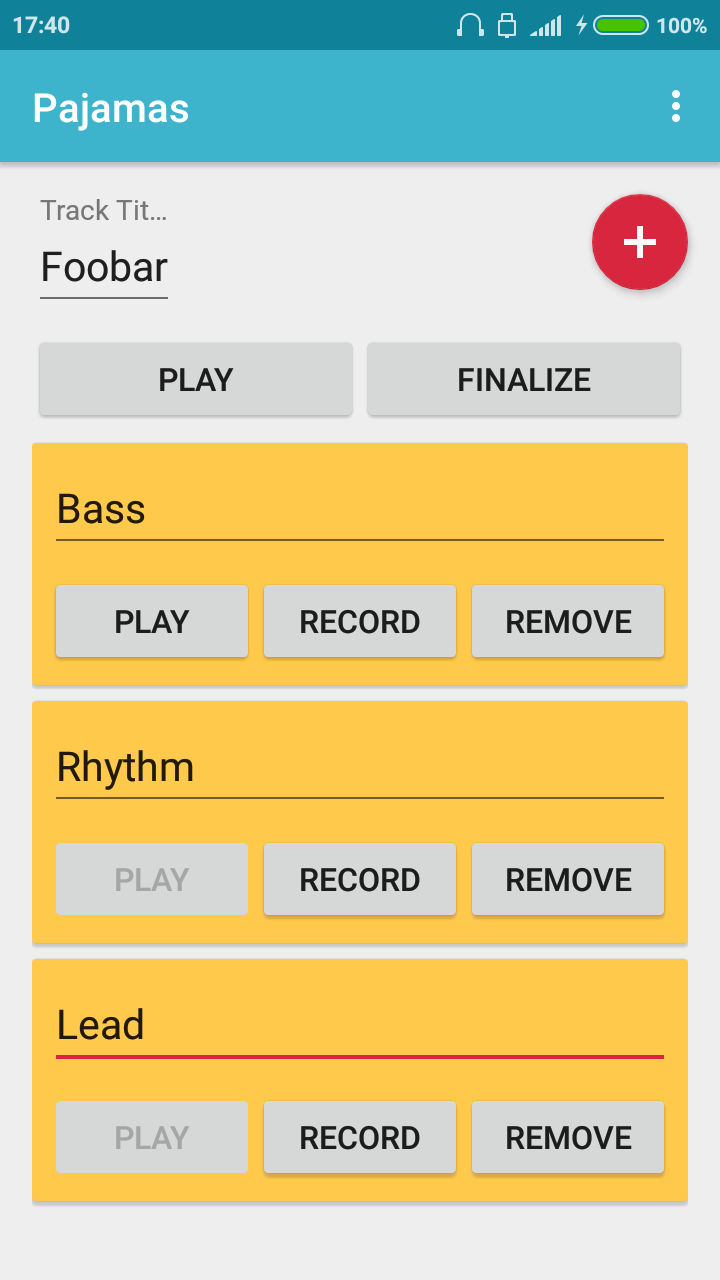 17:40 100%
Pajamas
Track Tit...
Foobar
PLAY FINALIZE
Bass
PLAY RECORD REMOVE
Rhythm
PLAY RECORD REMOVE
Lead
PLAY RECORD REMOVE